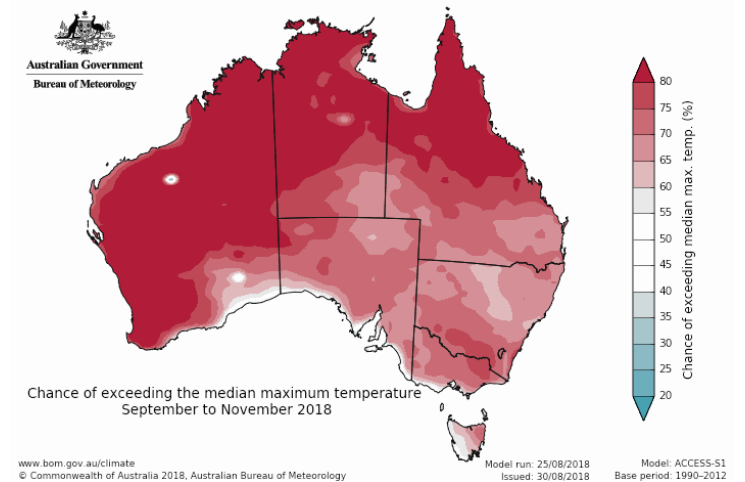 Australian Government
Bureau of Meteorology
80
75
70
65
60
55
50
45
40
35
30
25
20
Chance of exceeding median max. temp. (%)
Chance of exceeding the median maximum temperature
September to November 2018
www.bom.gov.au/climate
© Commonwealth of Australia 2018, Australian Bureau of Meteorology
Model run: 25/08/2018
Issued: 30/08/2018
Model: ACCESS-S1
Base period: 1990–2012